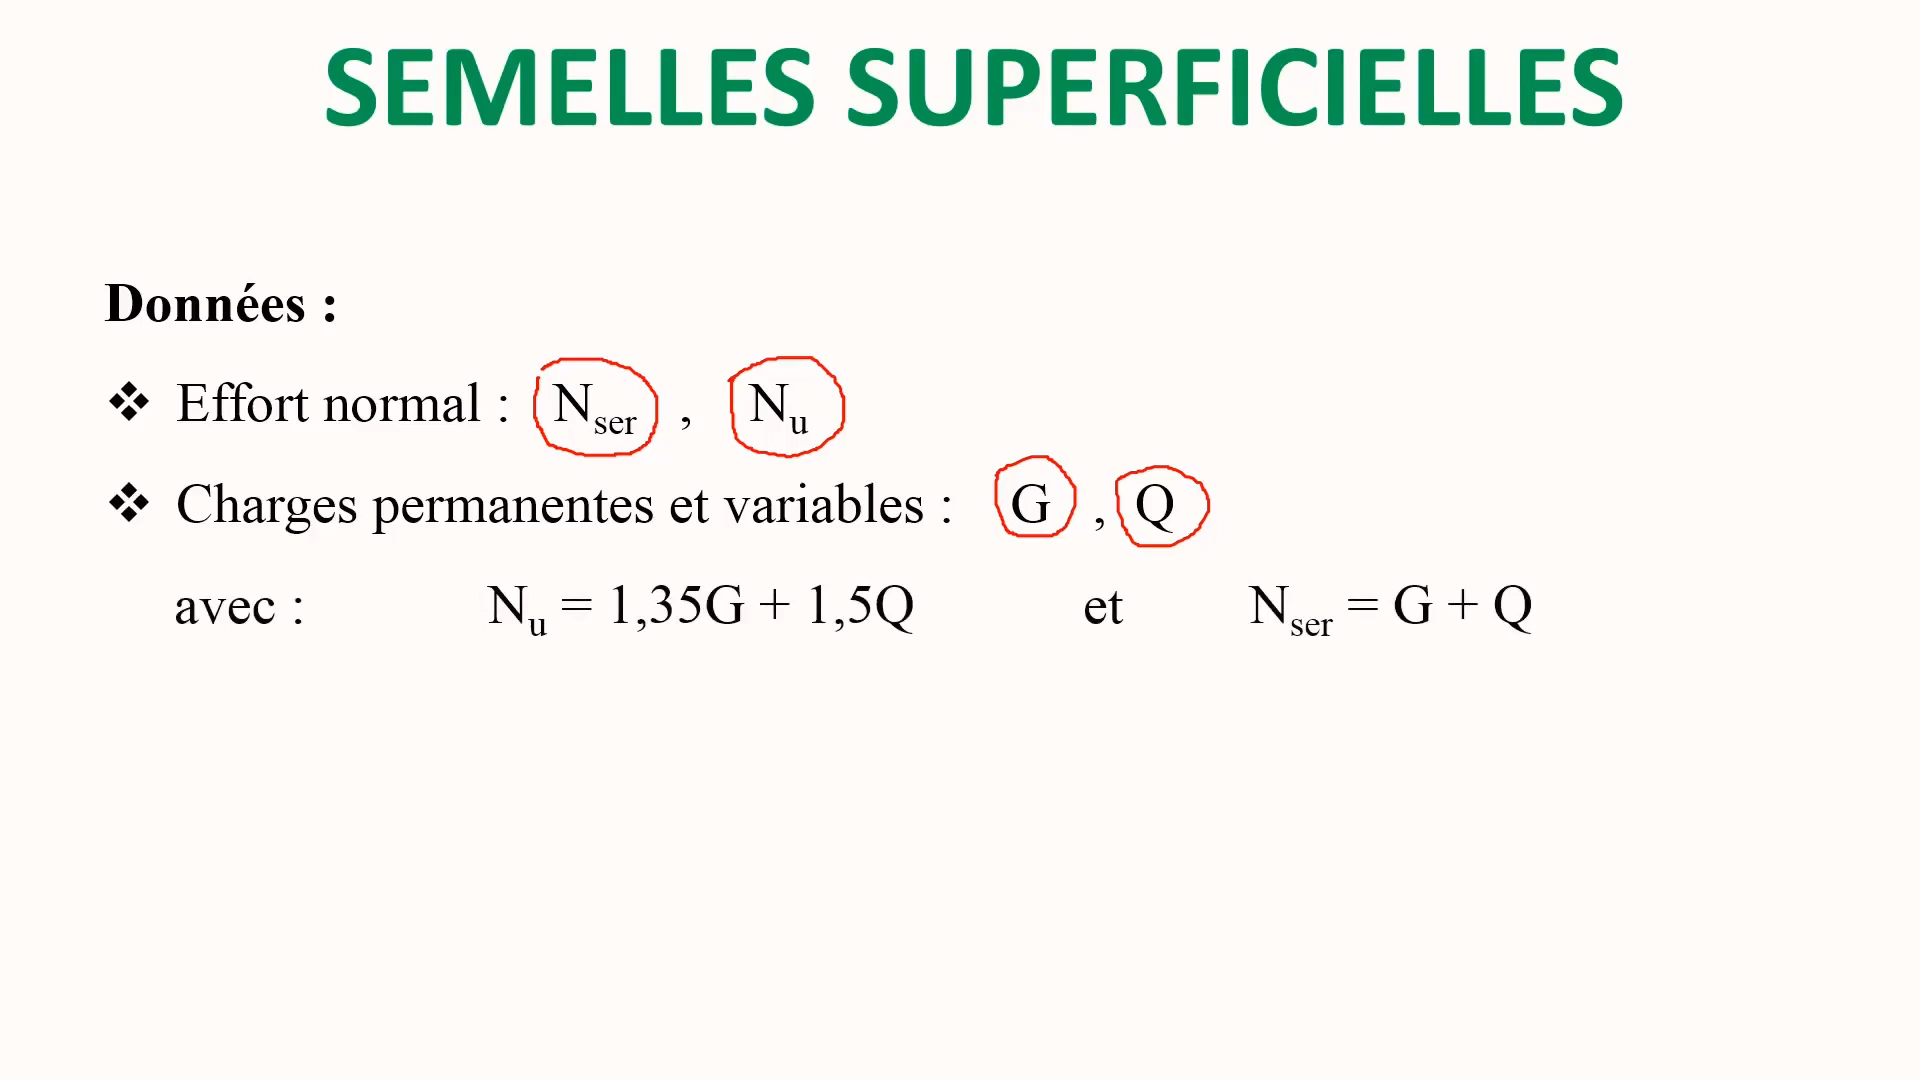 SEMELLES SUPERFICIELLES
Données :
❖ Effort normal : Nser , Nu
❖ Charges permanentes et variables : G , Q
avec : Nu = 1,35G + 1,5Q et Nser = G + Q